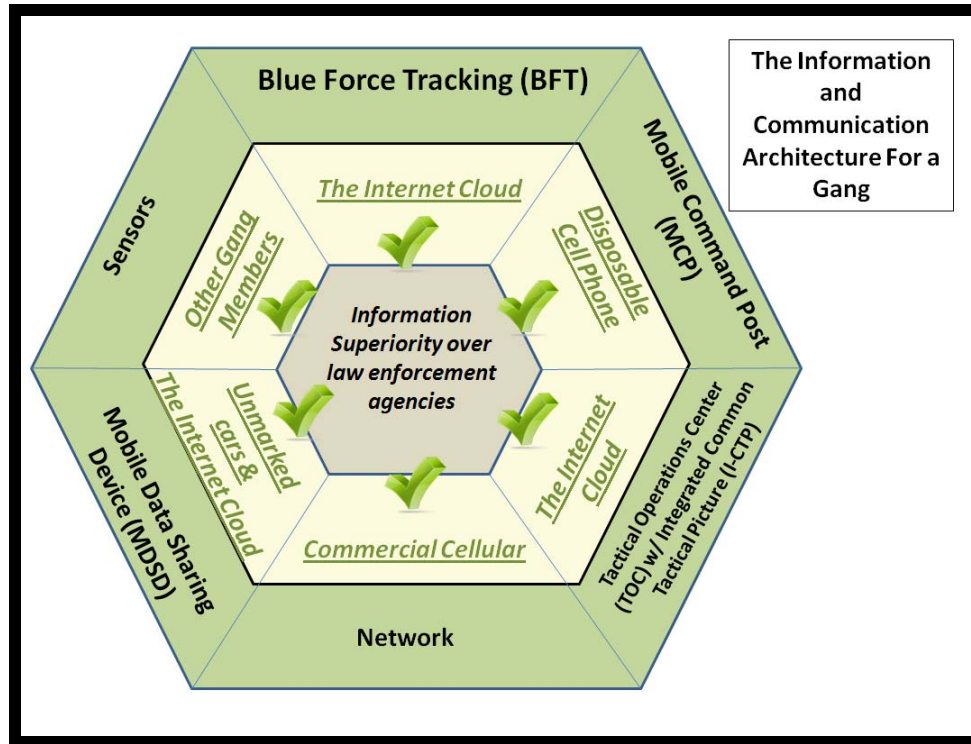 The Information
and
Communication
Architecture For a
Gang
Blue Force Tracking (BFT)
Mobile Command Post
(MCP)
Tactical Operations Center
(TOC) w/ Integrated Common
Tactical Picture (I-CTP)
Network
Mobile Data Sharing
Device (MDSD)
Sensors
The Internet Cloud
Disposable
Cell Phone
The Internet
Cloud
Commercial Cellular
Unmarked
cars &
The Internet Cloud
Other Gang
Members
Information
Superiority over
law enforcement
agencies